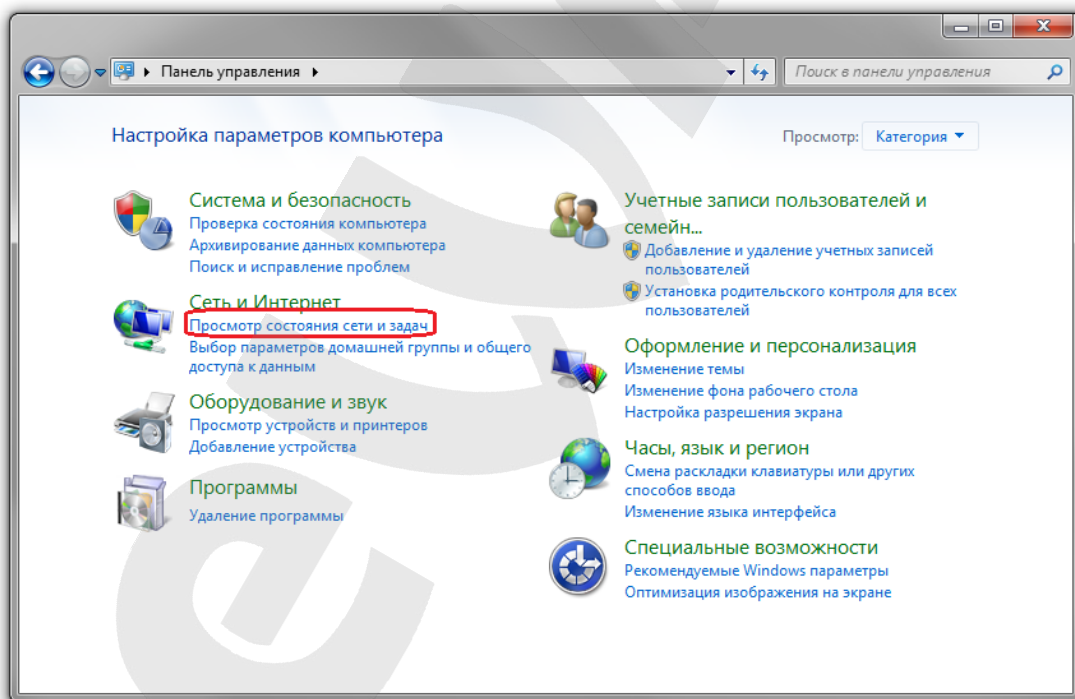 Панель управления
Поиск в панели управления
Настройка параметров компьютера
Просмотр: Категория
Система и безопасность
Проверка состояния компьютера
Архивирование данных компьютера
Поиск и исправление проблем
Сеть и Интернет
Просмотр состояния сети и задач
Выбор параметров домашней группы и общего
доступа к данным
Оборудование и звук
Просмотр устройств и принтеров
Добавление устройства
Программы
Удаление программы
Учетные записи пользователей и
семейн...
Добавление и удаление учетных записей
пользователей
Установка родительского контроля для всех
пользователей
Оформление и персонализация
Изменение темы
Изменение фона рабочего стола
Настройка разрешения экрана
Часы, язык и регион
Смена раскладки клавиатуры или других
способов ввода
Изменение языка интерфейса
Специальные возможности
Рекомендуемые Windows параметры
Оптимизация изображения на экране